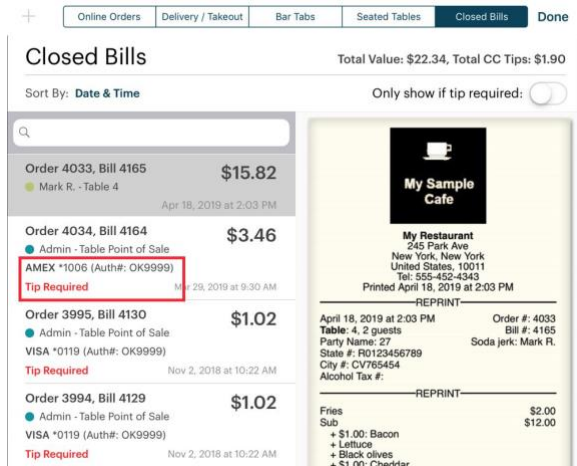 Online Orders
Delivery / Takeout
Bar Tabs
Seated Tables
Closed Bills
Done
Closed Bills
Total Value: $22.34, Total CC Tips: $1.90
Sort By: Date & Time
Only show if tip required:
Order 4033, Bill 4165
$15.82
Mark R. - Table 4
Apr 18, 2019 at 2:03 PM
Order 4034, Bill 4164
$3.46
Admin - Table Point of Sale
AMEX *1006 (Auth#: OK9999)
Tip Required
Mar 29, 2019 at 9:30 AM
Order 3995, Bill 4130
$1.02
Admin - Table Point of Sale
VISA *0119 (Auth#: OK9999)
Tip Required
Nov 2, 2018 at 10:22 AM
Order 3994, Bill 4129
$1.02
Admin - Table Point of Sale
VISA *0119 (Auth#: OK9999)
Tip Required
Nov 2, 2018 at 10:22 AM
My Sample
Cafe
My Restaurant
245 Park Ave
New York, New York
United States, 10011
Tel: 555-452-4343
Printed April 18, 2019 at 2:03 PM
REPRINT
April 18, 2019 at 2:03 PM
Order #: 4033
Table: 4, 2 guests
Bill #: 4165
Party Name: 27
Soda jerk: Mark R.
State #: R0123456789
City #: CV765454
Alcohol Tax #:
REPRINT
Fries $2.00
Sub $12.00
+ $1.00: Bacon
+ Lettuce
+ Black olives
+ $1.00: Cheddar